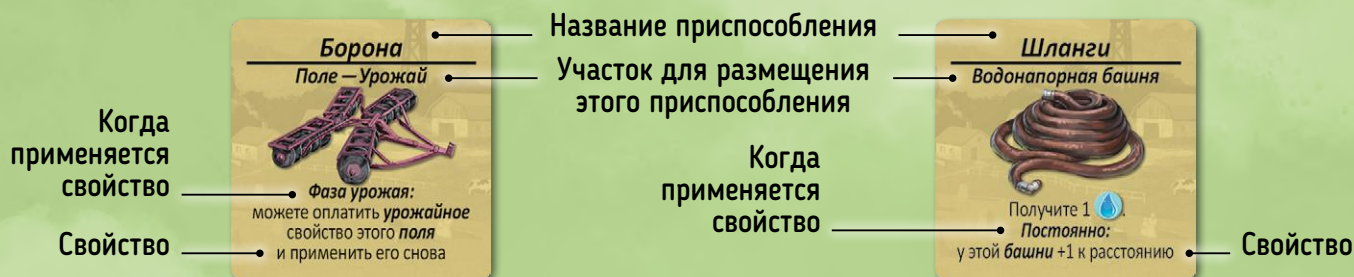 Название приспособления
Участок для размещения
этого приспособления
Когда
применяется
свойство
Свойство
Борона
Поле — Урожай
Фаза урожая:
можете оплатить урожайное
свойство этого поля
и применить его снова
Когда
применяется
свойство
Шланги
Водонапорная башня
Получите 1 .
Постоянно:
у этой башни +1 к расстоянию
Свойство